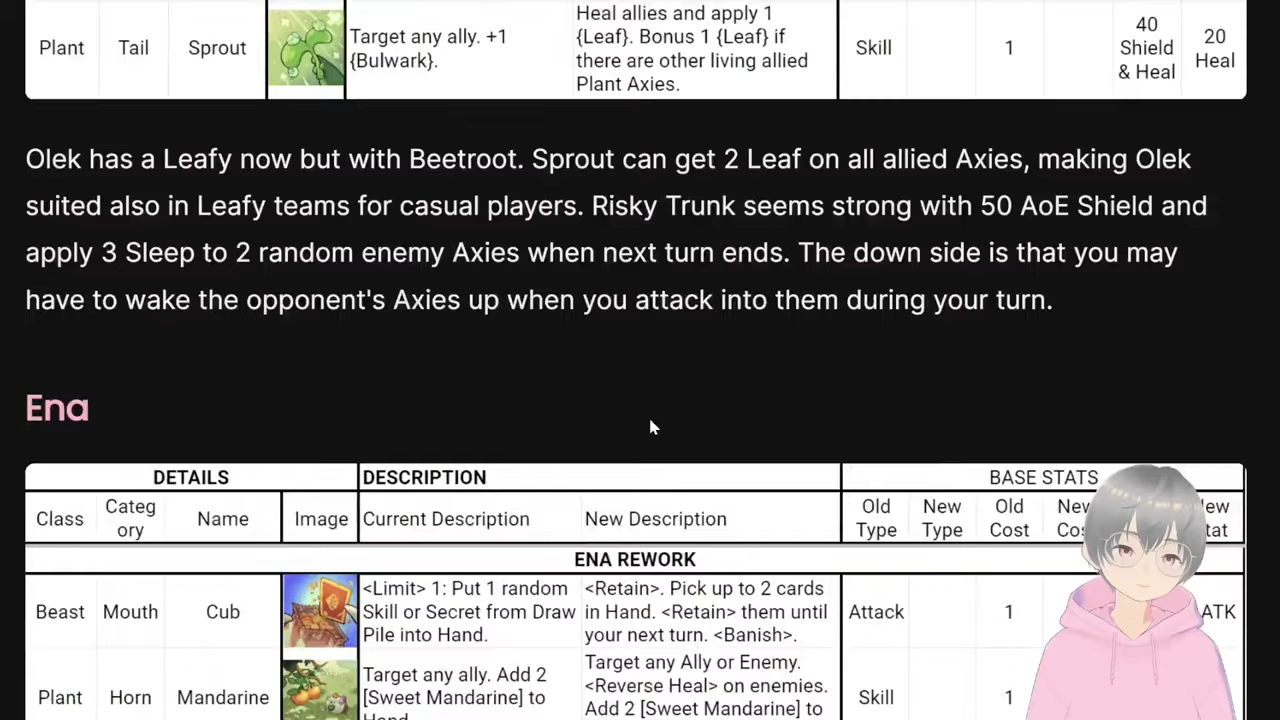 Plant Tail Sprout Target any ally. +1 {Bulwark}. Heal allies and apply 1 {Leaf}. Bonus 1 {Leaf} if there are other living allied Plant Axies. Skill 1 40 Shield & Heal 20 Heal
Olek has a Leafy now but with Beetroot. Sprout can get 2 Leaf on all allied Axies, making Olek
suited also in Leafy teams for casual players. Risky Trunk seems strong with 50 AoE Shield and
apply 3 Sleep to 2 random enemy Axies when next turn ends. The down side is that you may
have to wake the opponent's Axies up when you attack into them during your turn.
Ena
DETAILS DESCRIPTION BASE STATS
Class Categ ory Name Image Current Description New Description Old Type New Type Old Cost New
ENA REWORK
Beast Mouth Cub <Limit> 1: Put 1 random Skill or Secret from Draw Pile into Hand. <Retain>. Pick up to 2 cards in Hand. <Retain> them until your next turn. <Banish>. Attack 1 ATK
Plant Horn Mandarine Target any ally. Add 2 [Sweet Mandarine] to Hand. Target any Ally or Enemy. <Reverse Heal> on enemies. Add 2 [Sweet Mandarine] to Skill 1